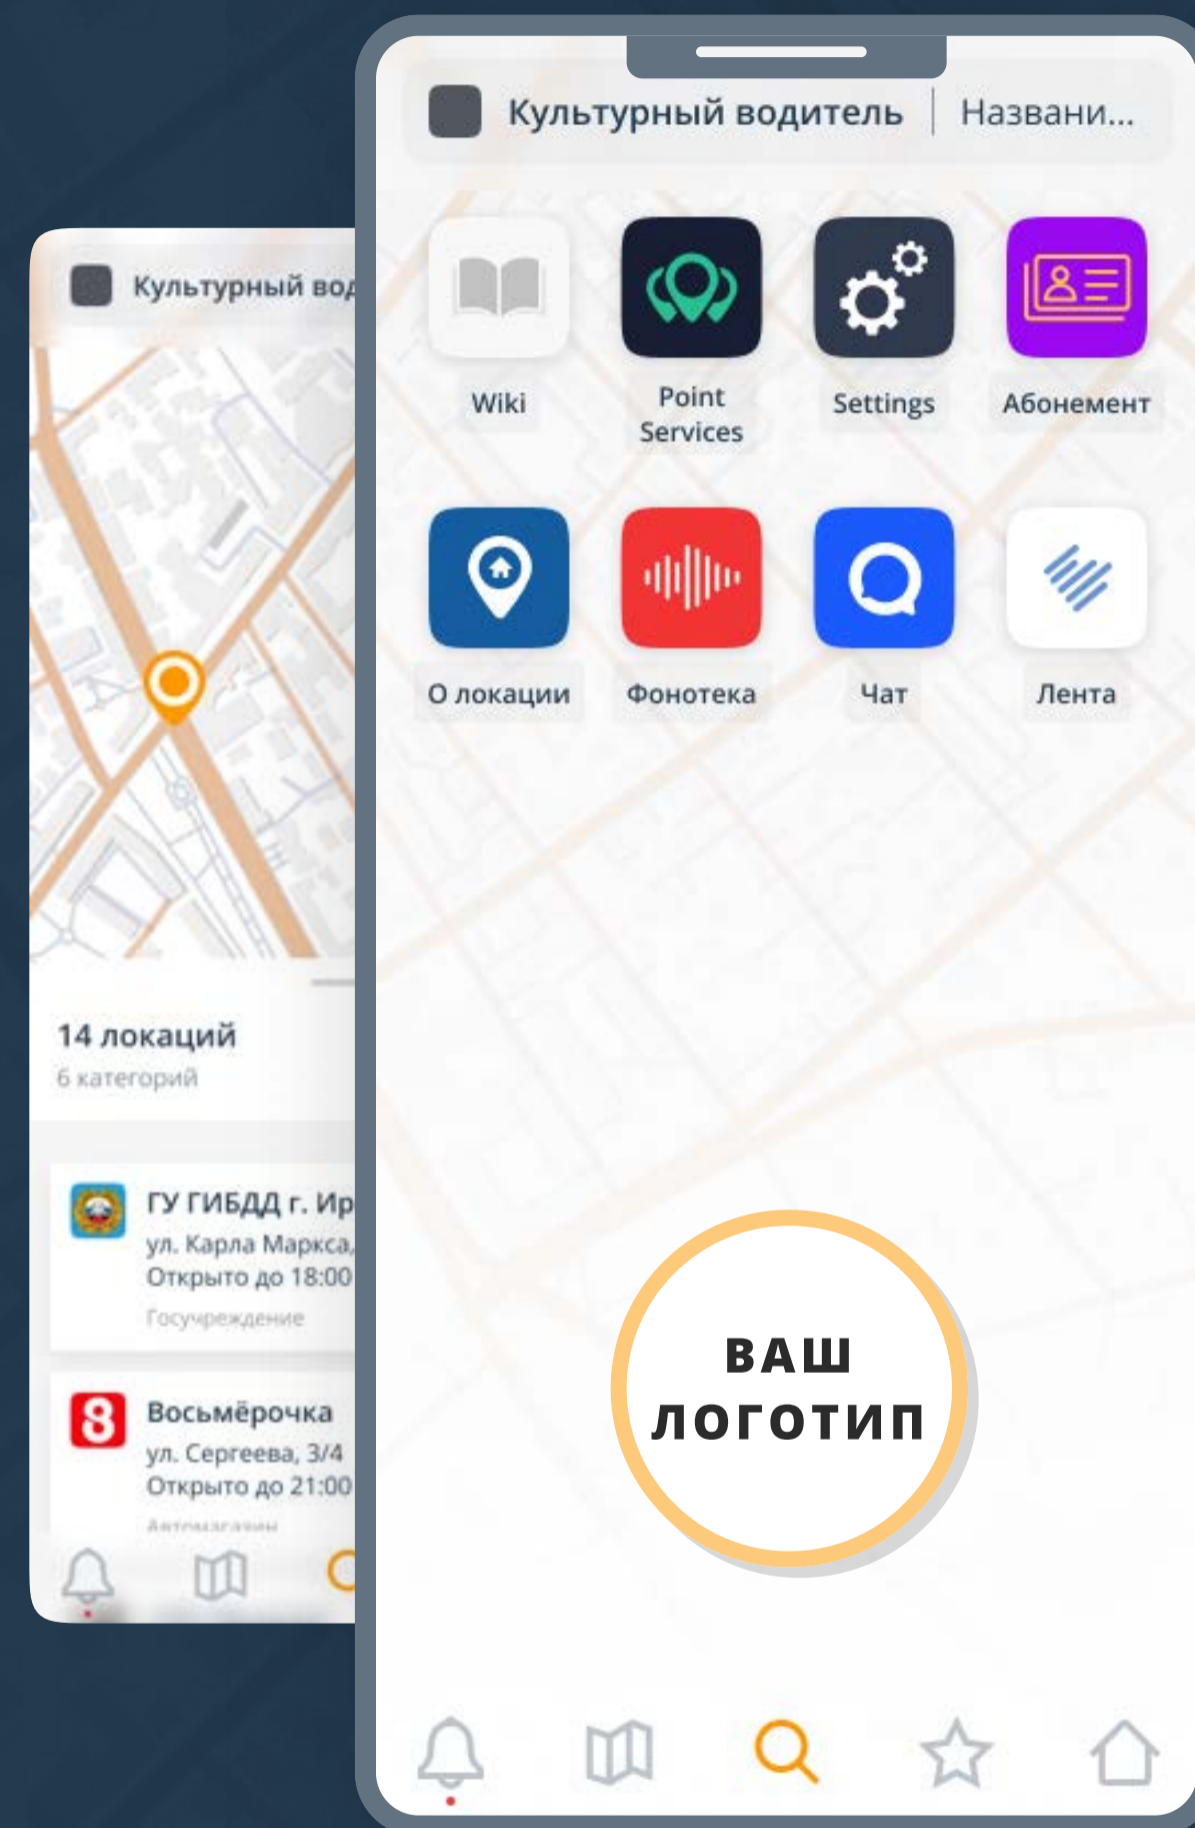 Культурный водитель
Названи...
Wiki
Point
Services
Settings
Абонемент
О локации
Фонотека
Чат
Лента
ВАШ
ЛОГОТИП
Культурный вод
14 локаций
6 категорий
ГУ ГИБДД г. Ир
ул. Карла Маркса,
Открыто до 18:00
Госучреждение
8
Восьмёрочка
ул. Сергеева, 3/4
Открыто до 21:00
Автомагазин